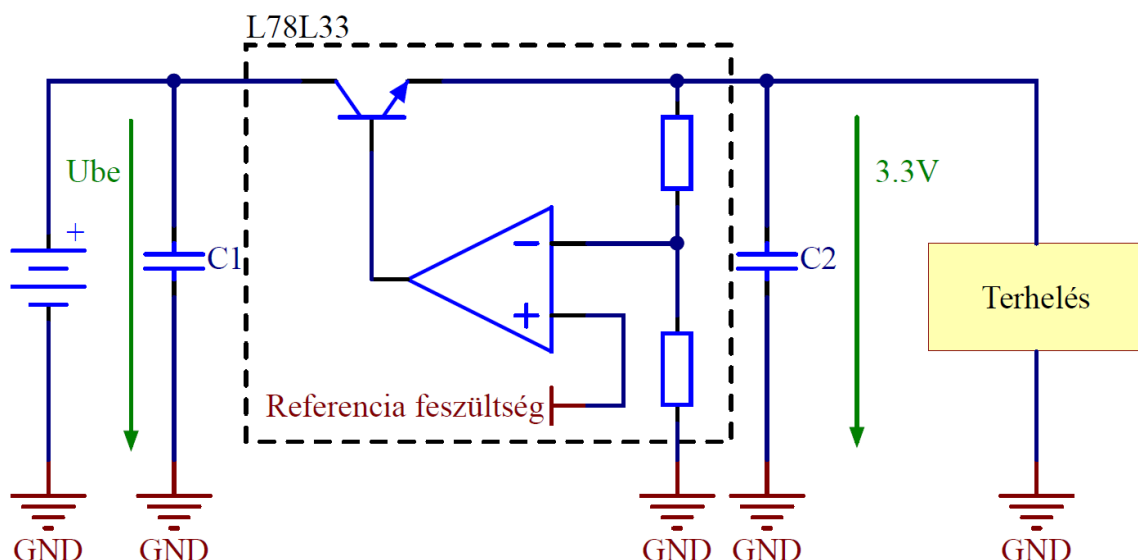 L78L33
Ube
3.3V
+
C1
-
C2
+
Terhelés
Referencia feszültség
GND
GND
GND
GND
GND